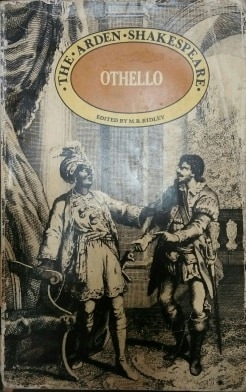 ·THE·ARDEN·SHAKESPEARE·
OTHELLO
EDITED BY M.R. RIDLEY